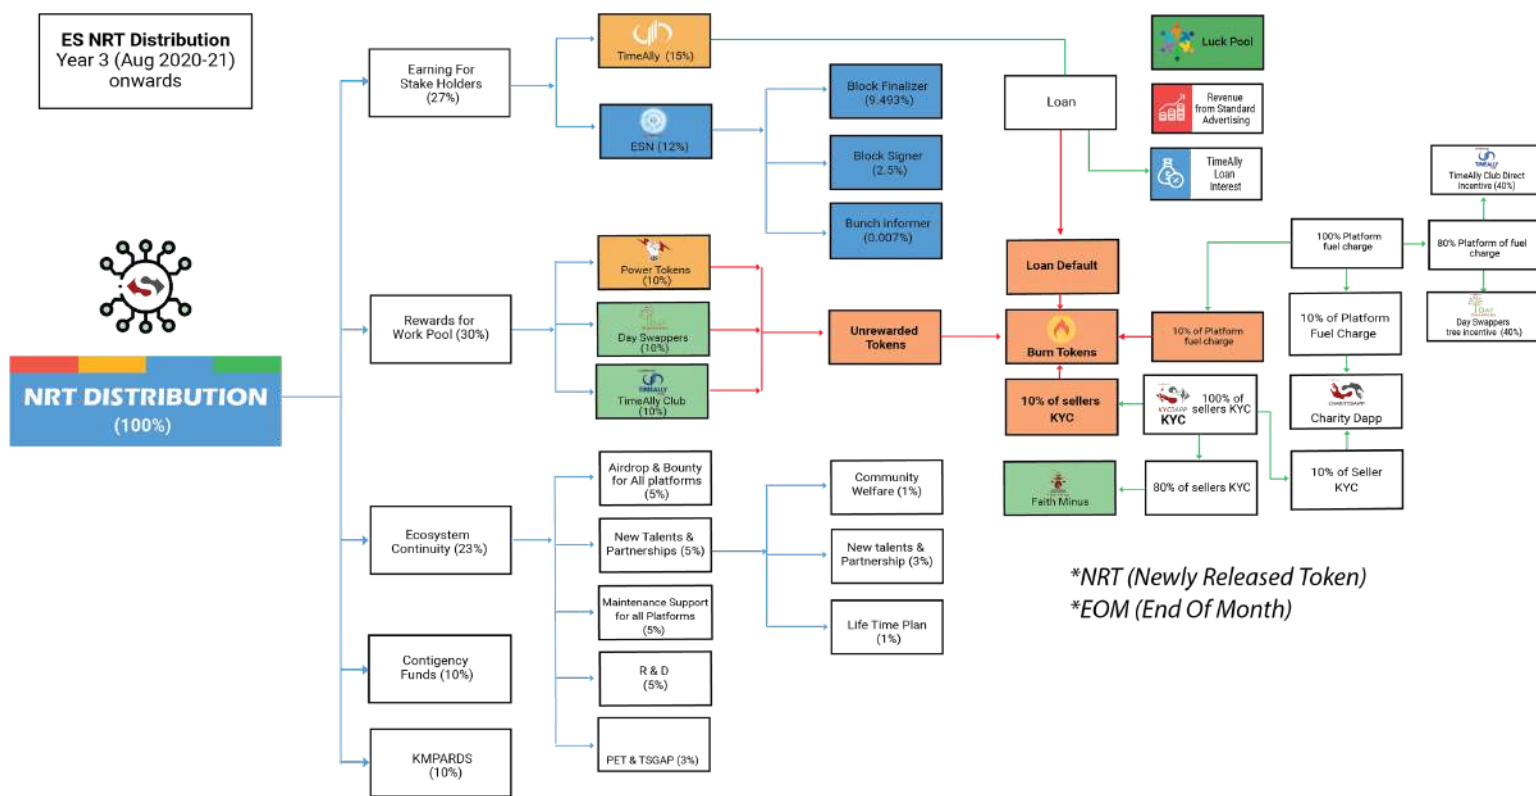 ES NRT Distribution
Year 3 (Aug 2020-21)
onwards
NRT DISTRIBUTION
(100%)
Earning For
Stake Holders
(27%)
Rewards for
Work Pool (30%)
Ecosystem
Continuity (23%)
Contigency
Funds (10%)
KMPARDS
(10%)
TimeAlly (15%)
ESN (12%)
Power Tokens
(10%)
DAY
Day Swappers
(10%)
TIMEALLY
TimeAlly Club
(10%)
Airdrop & Bounty
for All platforms
(5%)
New Talents &
Partnerships (5%)
Maintenance Support
for all Platforms
(5%)
R & D
(5%)
PET & TSGAP (3%)
Block Finalizer
(9.493%)
Block Signer
(2.5%)
Bunch informer
(0.007%)
Unrewarded
Tokens
Community
Welfare (1%)
New talents &
Partnership (3%)
Life Time Plan
(1%)
Loan
Loan Default
Burn Tokens
10% of sellers
KYC
Faith Minus
Luck Pool
Revenue
from Standard
Advertising
TimeAlly
Loan
Interest
10% of Platform
fuel charge
KYCDAPP
KYC
100% of
sellers KYC
80% of sellers KYC
100% Platform
fuel charge
10% of Platform
Fuel Charge
CHARITYDAPP
Charity Dapp
10% of Seller
KYC
TIMEALLY
TimeAlly Club Direct
Incentive (40%)
80% Platform of fuel
charge
DAY
Day Swappers
tree incentive (40%)
*NRT (Newly Released Token)
*EOM (End Of Month)